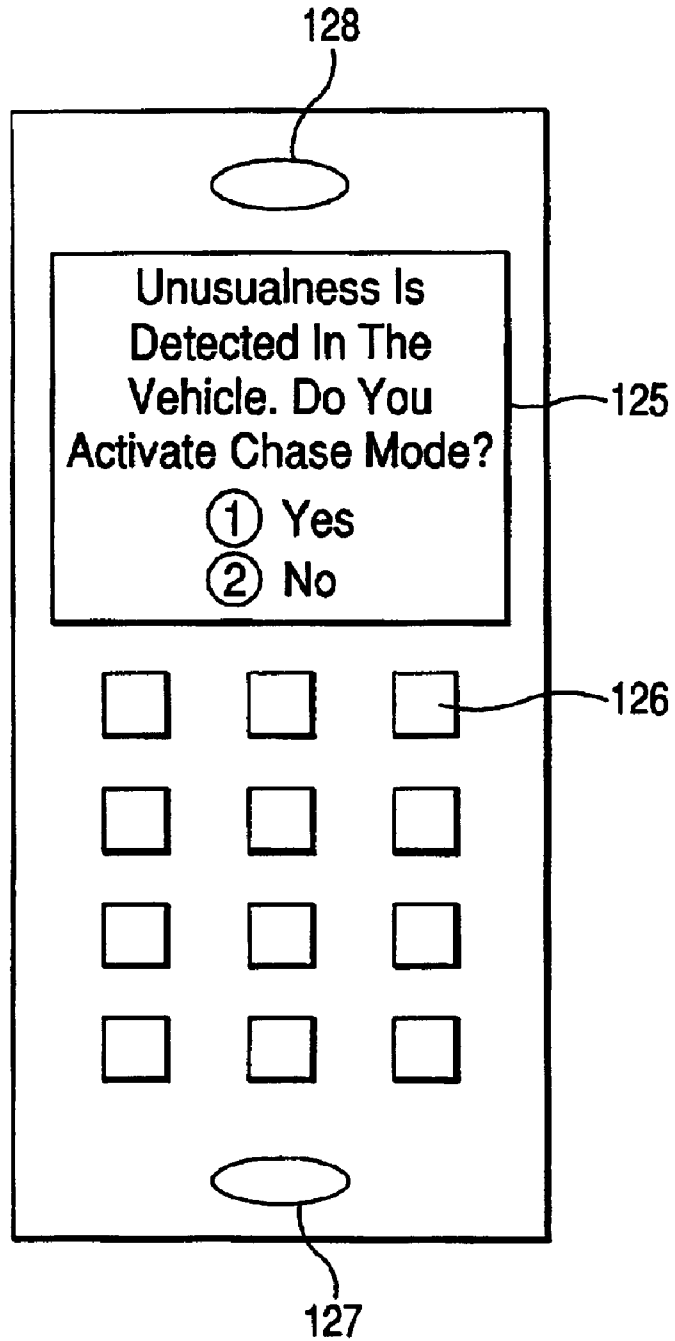 128
Unusualness Is
Detected In The
Vehicle. Do You
Activate Chase Mode?
① Yes
② No
125
126
127